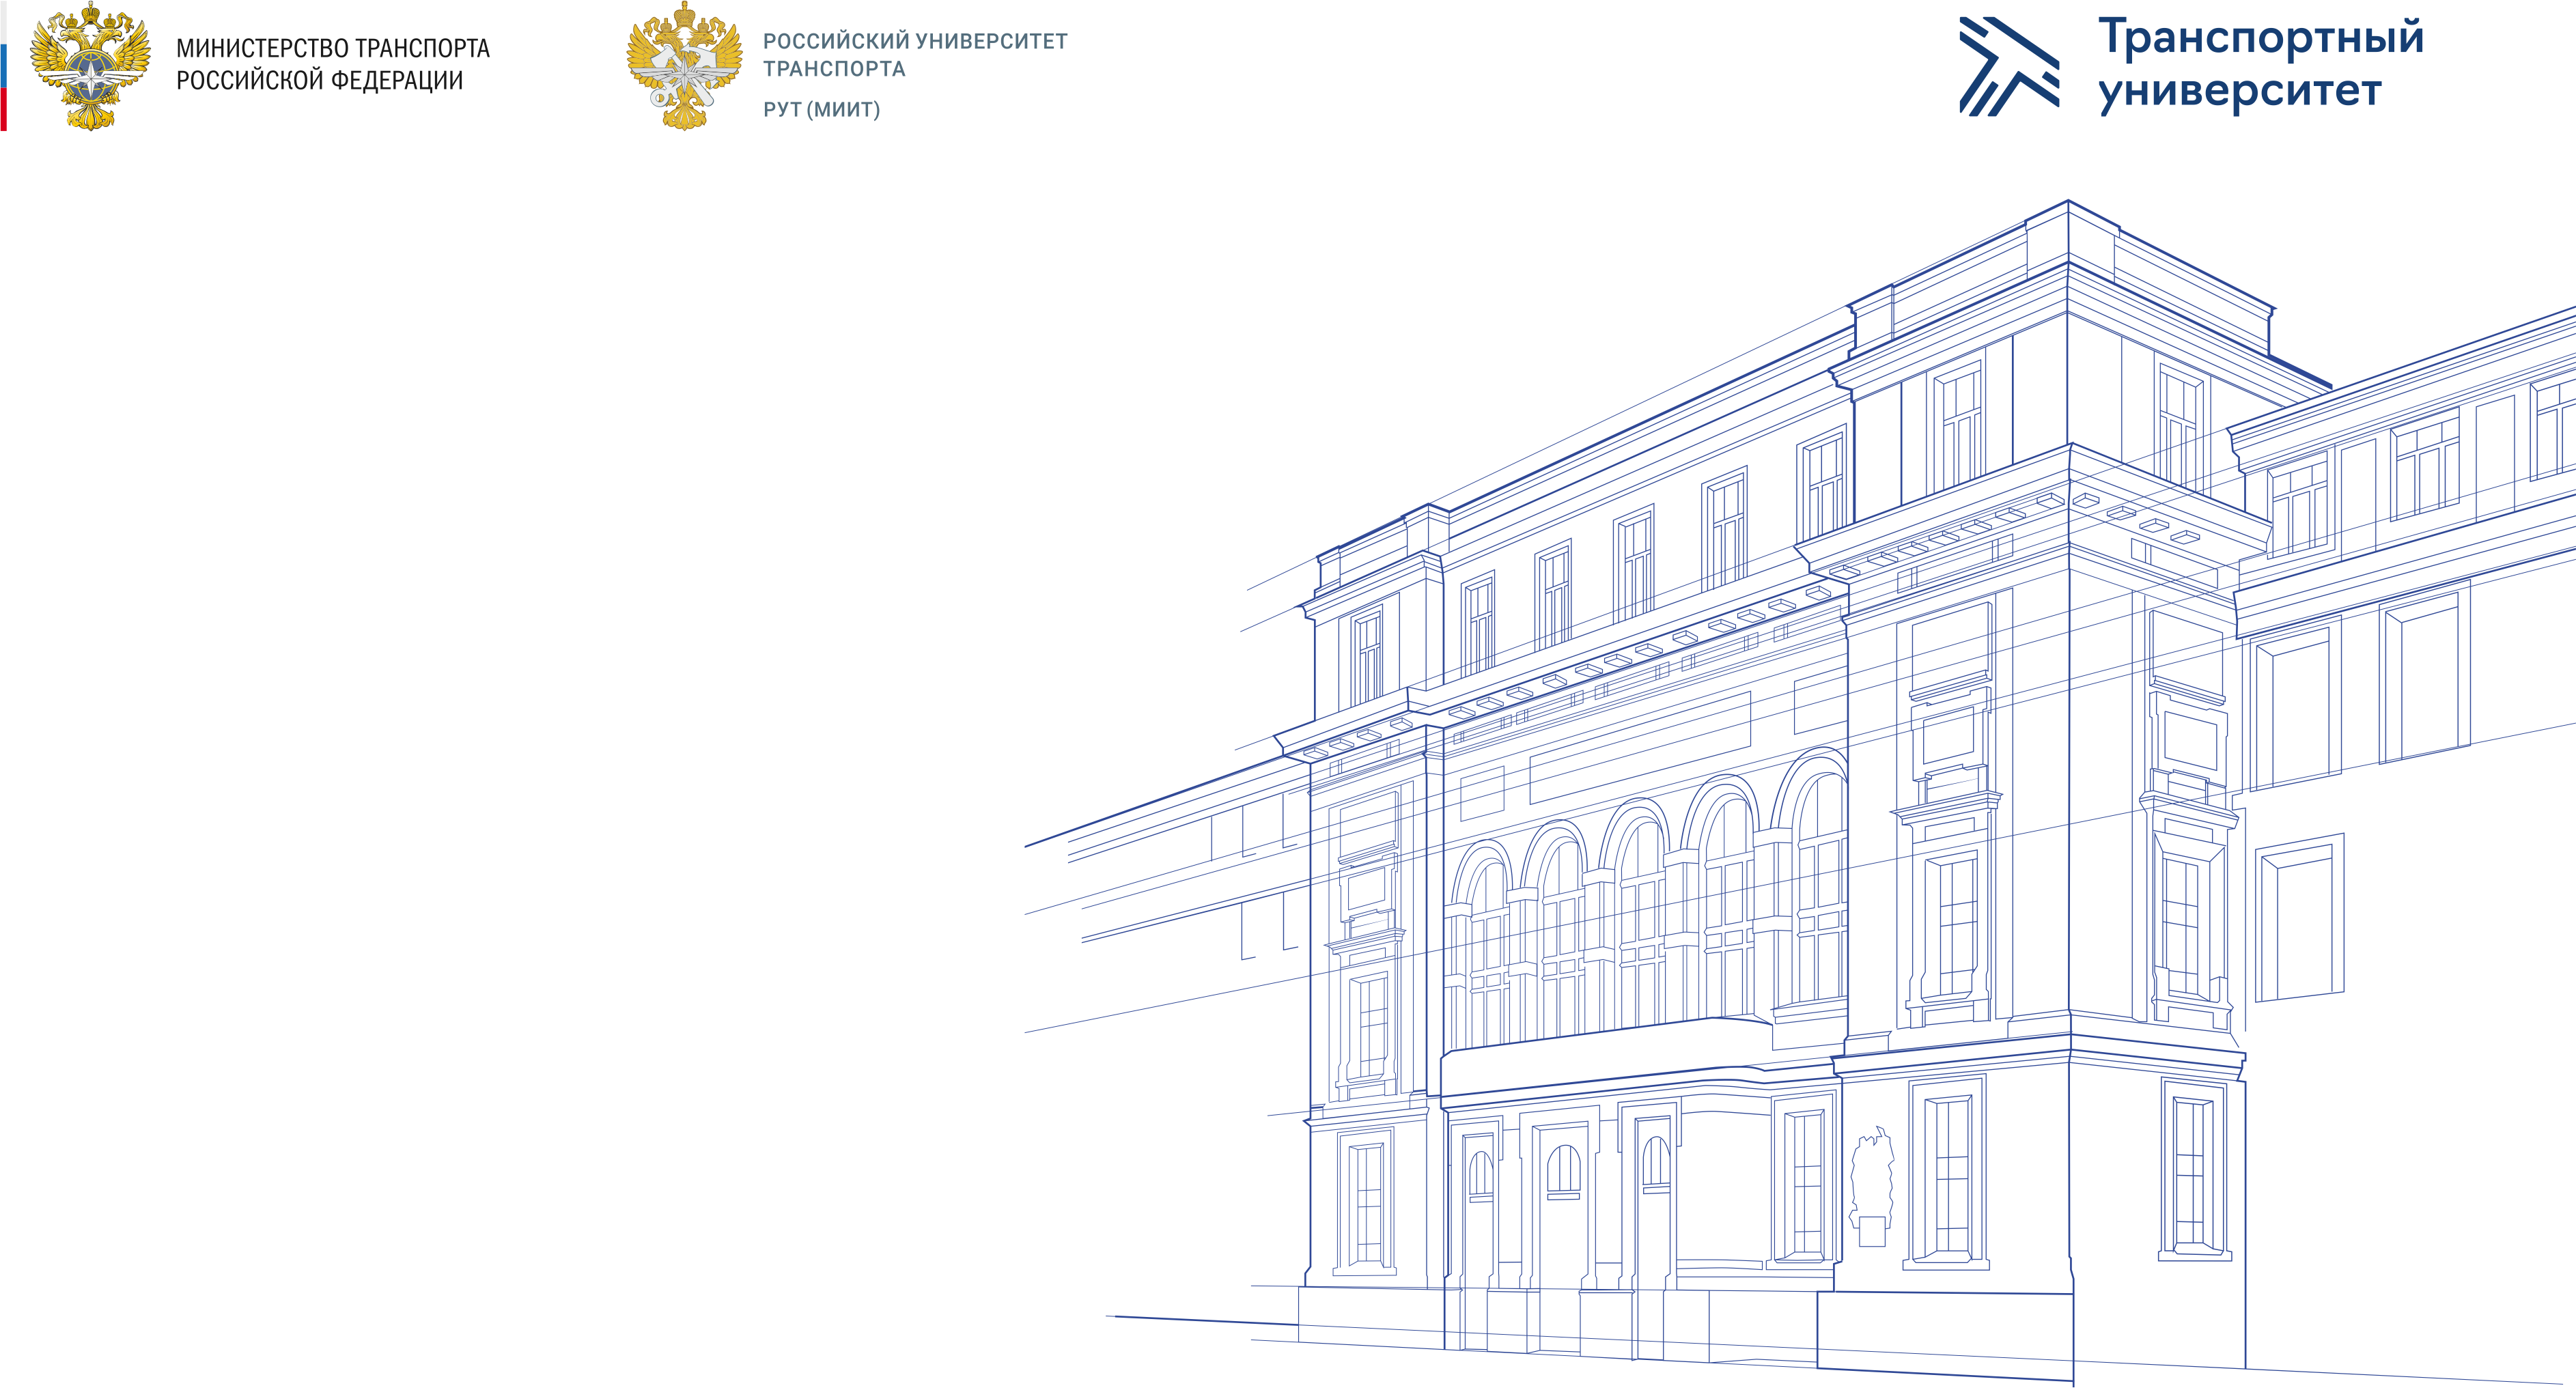 МИНИСТЕРСТВО ТРАНСПОРТА
РОССИЙСКОЙ ФЕДЕРАЦИИ
РОССИЙСКИЙ УНИВЕРСИТЕТ
ТРАНСПОРТА
РУТ (МИИТ)
Транспортный
университет